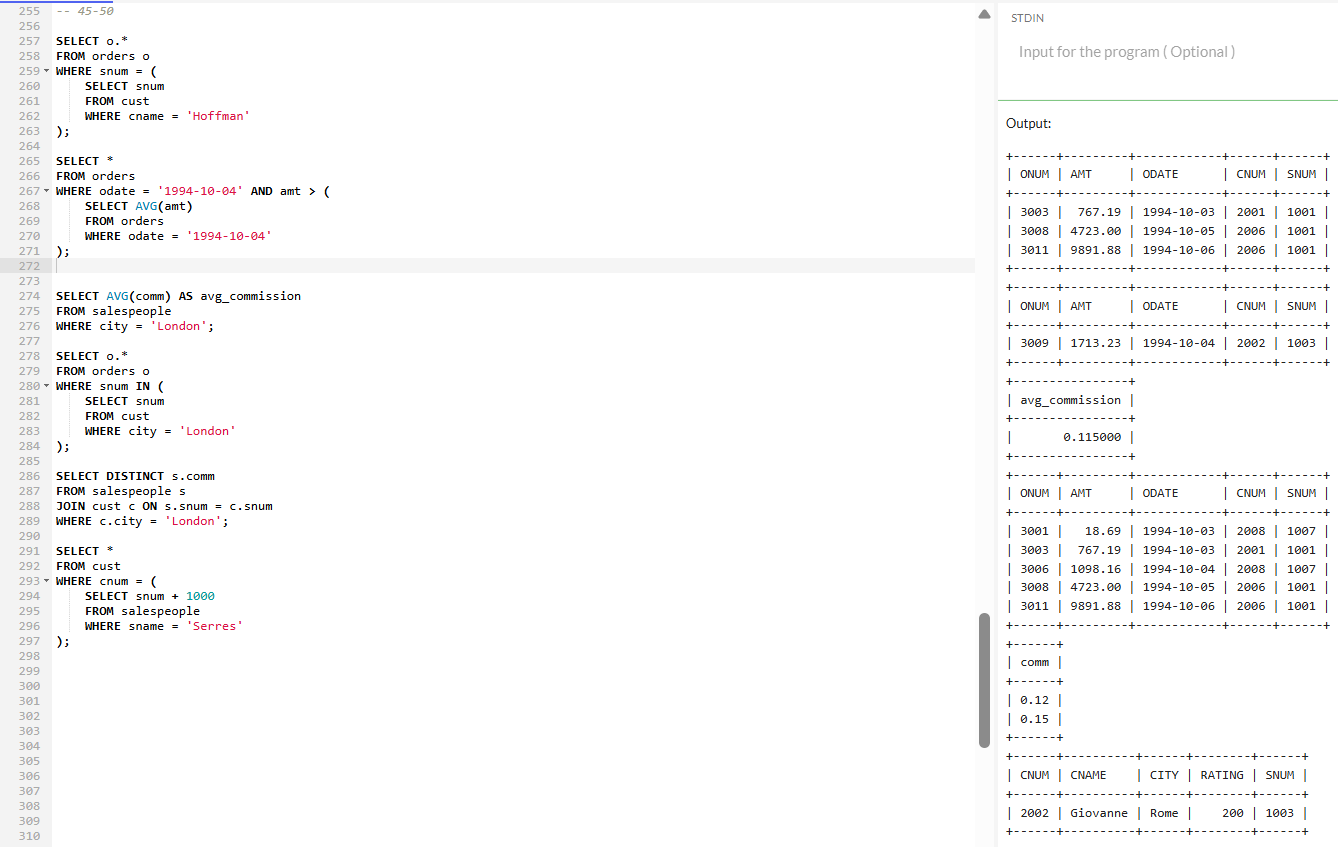 255 -- 45-50
256
257 SELECT o.*
258 FROM orders o
259 WHERE snum = (
260     SELECT snum
261     FROM cust
262     WHERE cname = 'Hoffman'
263 );
264
265 SELECT *
266 FROM orders
267 WHERE odate = '1994-10-04' AND amt > (
268     SELECT AVG(amt)
269     FROM orders
270     WHERE odate = '1994-10-04'
271 );
272
273
274 SELECT AVG(comm) AS avg_commission
275 FROM salespeople
276 WHERE city = 'London';
277
278 SELECT o.*
279 FROM orders o
280 WHERE snum IN (
281     SELECT snum
282     FROM cust
283     WHERE city = 'London'
284 );
285
286 SELECT DISTINCT s.comm
287 FROM salespeople s
288 JOIN cust c ON s.snum = c.snum
289 WHERE c.city = 'London';
290
291 SELECT *
292 FROM cust
293 WHERE cnum = (
294     SELECT snum + 1000
295     FROM salespeople
296     WHERE sname = 'Serres'
297 );
298
299
300
301
302
303
304
305
306
307
308
309
310
STDIN
Input for the program ( Optional )
Output:
+------+---------+------------+------+------+
| ONUM | AMT     | ODATE      | CNUM | SNUM |
+------+---------+------------+------+------+
| 3003 |  767.19 | 1994-10-03 | 2001 | 1001 |
| 3008 | 4723.00 | 1994-10-05 | 2006 | 1001 |
| 3011 | 9891.88 | 1994-10-06 | 2006 | 1001 |
+------+---------+------------+------+------+
+------+---------+------------+------+------+
| ONUM | AMT     | ODATE      | CNUM | SNUM |
+------+---------+------------+------+------+
| 3009 | 1713.23 | 1994-10-04 | 2002 | 1003 |
+------+---------+------------+------+------+
+----------------+
| avg_commission |
+----------------+
|       0.115000 |
+----------------+
+------+---------+------------+------+------+
| ONUM | AMT     | ODATE      | CNUM | SNUM |
+------+---------+------------+------+------+
| 3001 |   18.69 | 1994-10-03 | 2008 | 1007 |
| 3003 |  767.19 | 1994-10-03 | 2001 | 1001 |
| 3006 | 1098.16 | 1994-10-04 | 2008 | 1007 |
| 3008 | 4723.00 | 1994-10-05 | 2006 | 1001 |
| 3011 | 9891.88 | 1994-10-06 | 2006 | 1001 |
+------+---------+------------+------+------+
+------+
| comm |
+------+
| 0.12 |
| 0.15 |
+------+
+------+----------+------+--------+------+
| CNUM | CNAME    | CITY | RATING | SNUM |
+------+----------+------+--------+------+
| 2002 | Giovanne | Rome |    200 | 1003 |
+------+----------+------+--------+------+